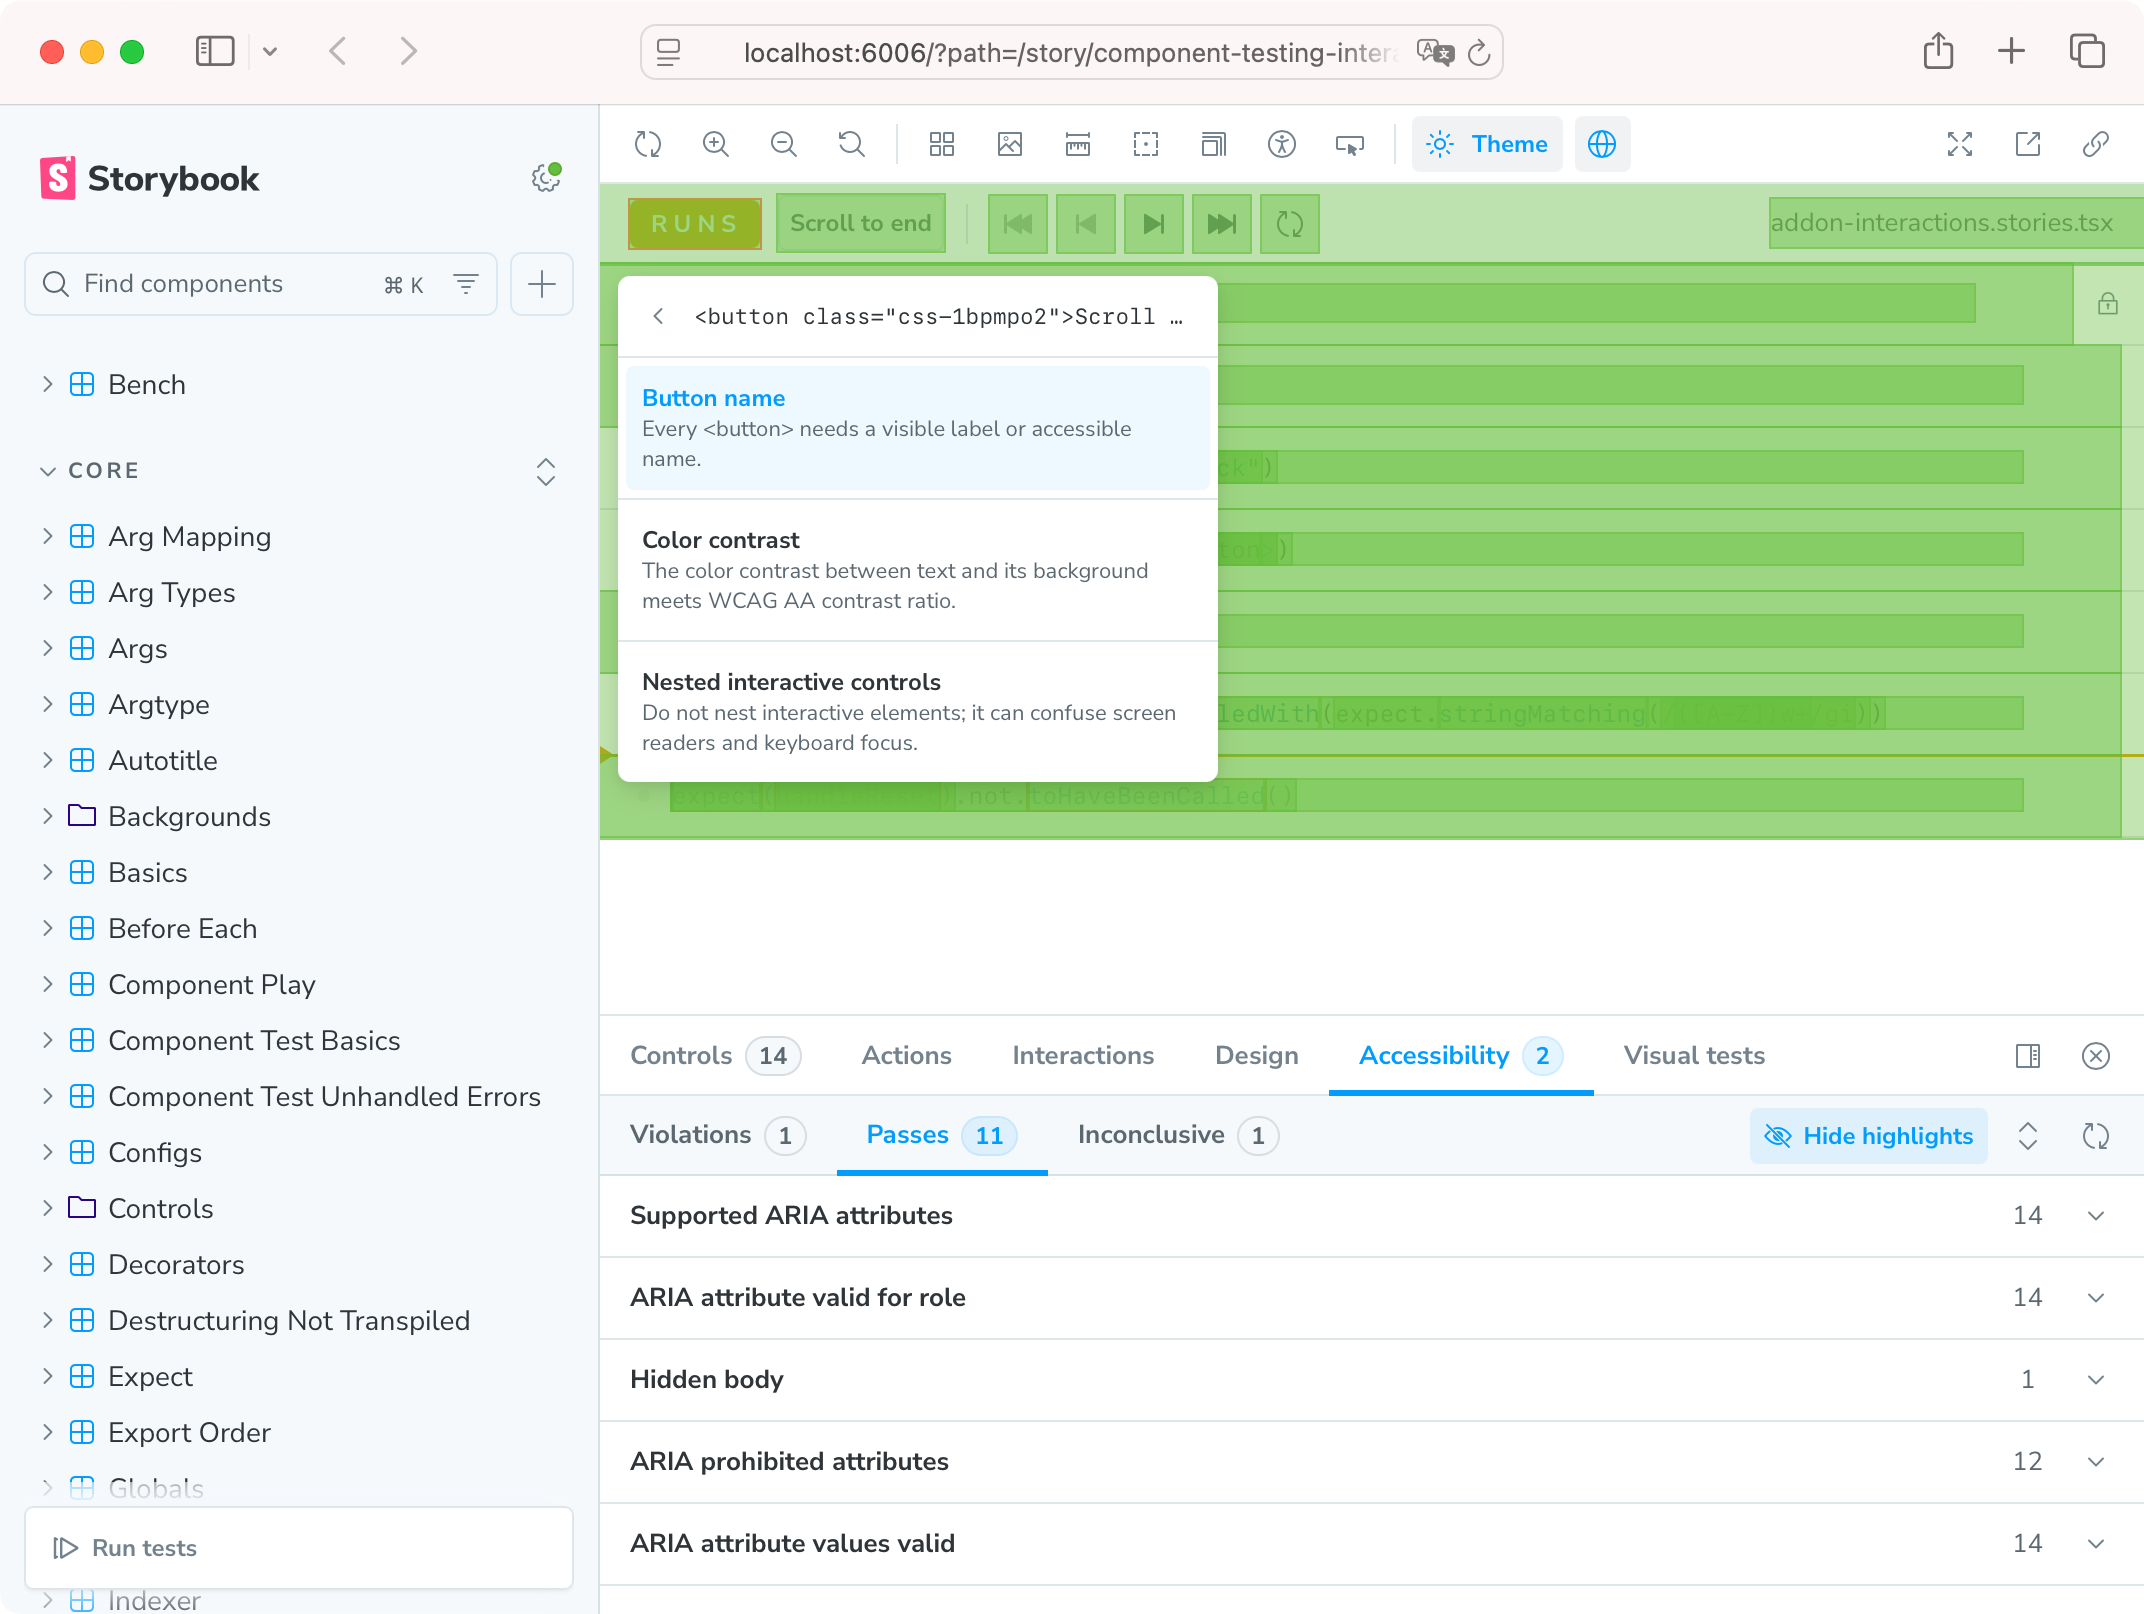 localhost:6006/?path=/story/component-testing-inter
Storybook
Find components
⌘ K
Bench
CORE
Arg Mapping
Arg Types
Args
Argtype
Autotitle
Backgrounds
Basics
Before Each
Component Play
Component Test Basics
Component Test Unhandled Errors
Configs
Controls
Decorators
Destructuring Not Transpiled
Expect
Export Order
Globals
Run tests
Indexer
Theme
RUNS
Scroll to end
addon-interactions.stories.tsx
<button class="css-1bpmpo2">Scroll …
Button name
Every <button> needs a visible label or accessible
name.
Color contrast
The color contrast between text and its background
meets WCAG AA contrast ratio.
Nested interactive controls
Do not nest interactive elements; it can confuse screen
readers and keyboard focus.
ck")
ton>)
ledWith(expect.stringMatching(
expect( ).not.toHaveBeenCalled()
Controls 14
Actions
Interactions
Design
Accessibility 2
Visual tests
Violations 1
Passes 11
Inconclusive 1
Hide highlights
Supported ARIA attributes 14
ARIA attribute valid for role 14
Hidden body 1
ARIA prohibited attributes 12
ARIA attribute values valid 14